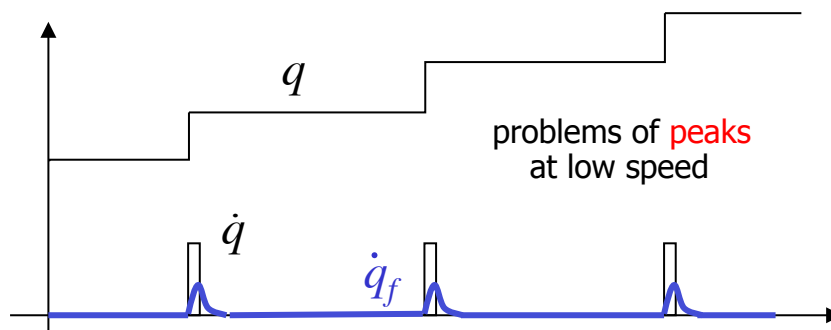 q
problems of peaks
at low speed
q̇
q̇_f